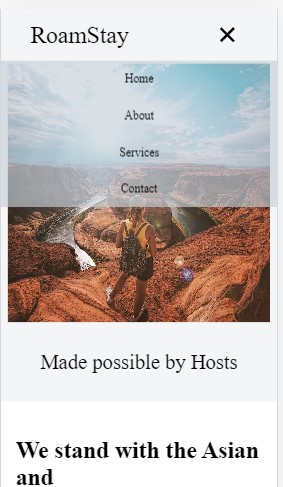 RoamStay
Home
About
Services
Contact
Made possible by Hosts
We stand with the Asian
and